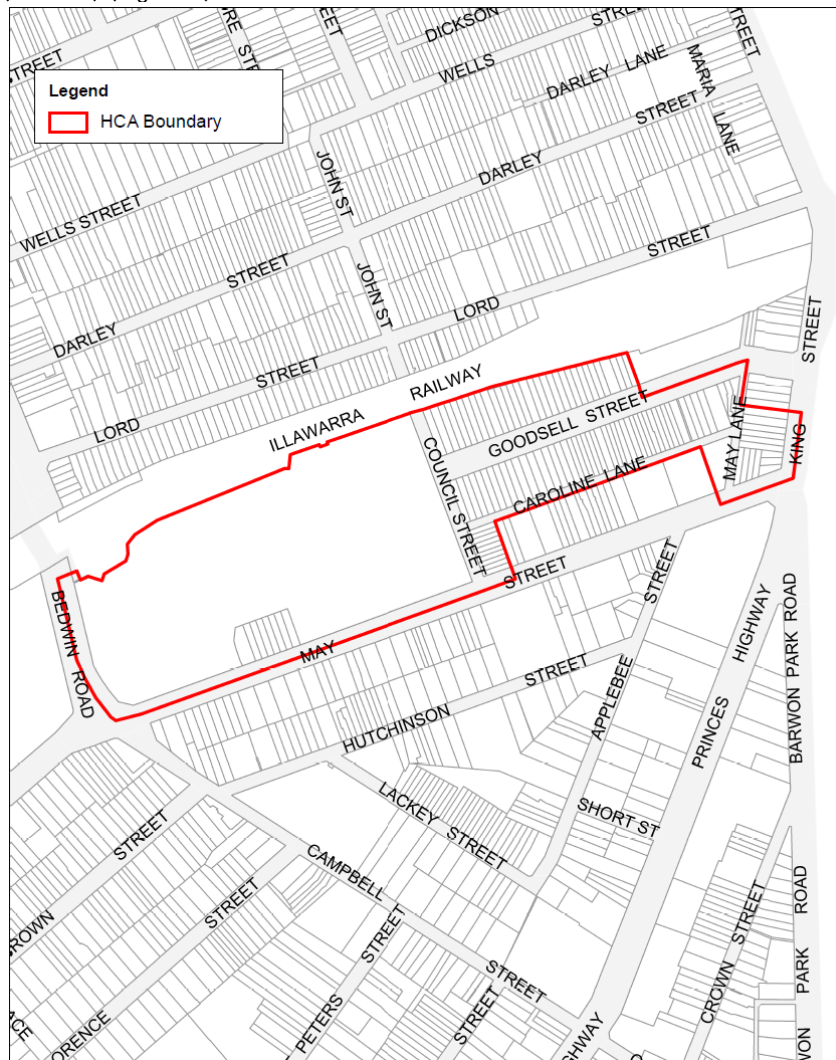 DICKSON
WELLS
DARLEY LANE
MARIA
LANE
STREET
STREET
STREET
Legend
HCA Boundary
JOHN ST
STREET
DARLEY
WELLS STREET
STREET
STREET
JOHN ST
LORD
DARLEY
STREET
STREET
RAILWAY
ILLAWARRA
LORD
GOODSELL STREET
MAY LANE
KING
COUNCIL STREET
CAROLINE LANE
STREET
MAY
BEDWIN ROAD
STREET
STREET
HUTCHINSON
APPLEBEE
HIGHWAY
PRINCES
BARWON PARK ROAD
LACKEY STREET
SHORT ST
STREET
CAMPBELL
STREET
STREET
CROWN STREET
ROAD
PARK
STREET
PETERS
STREET